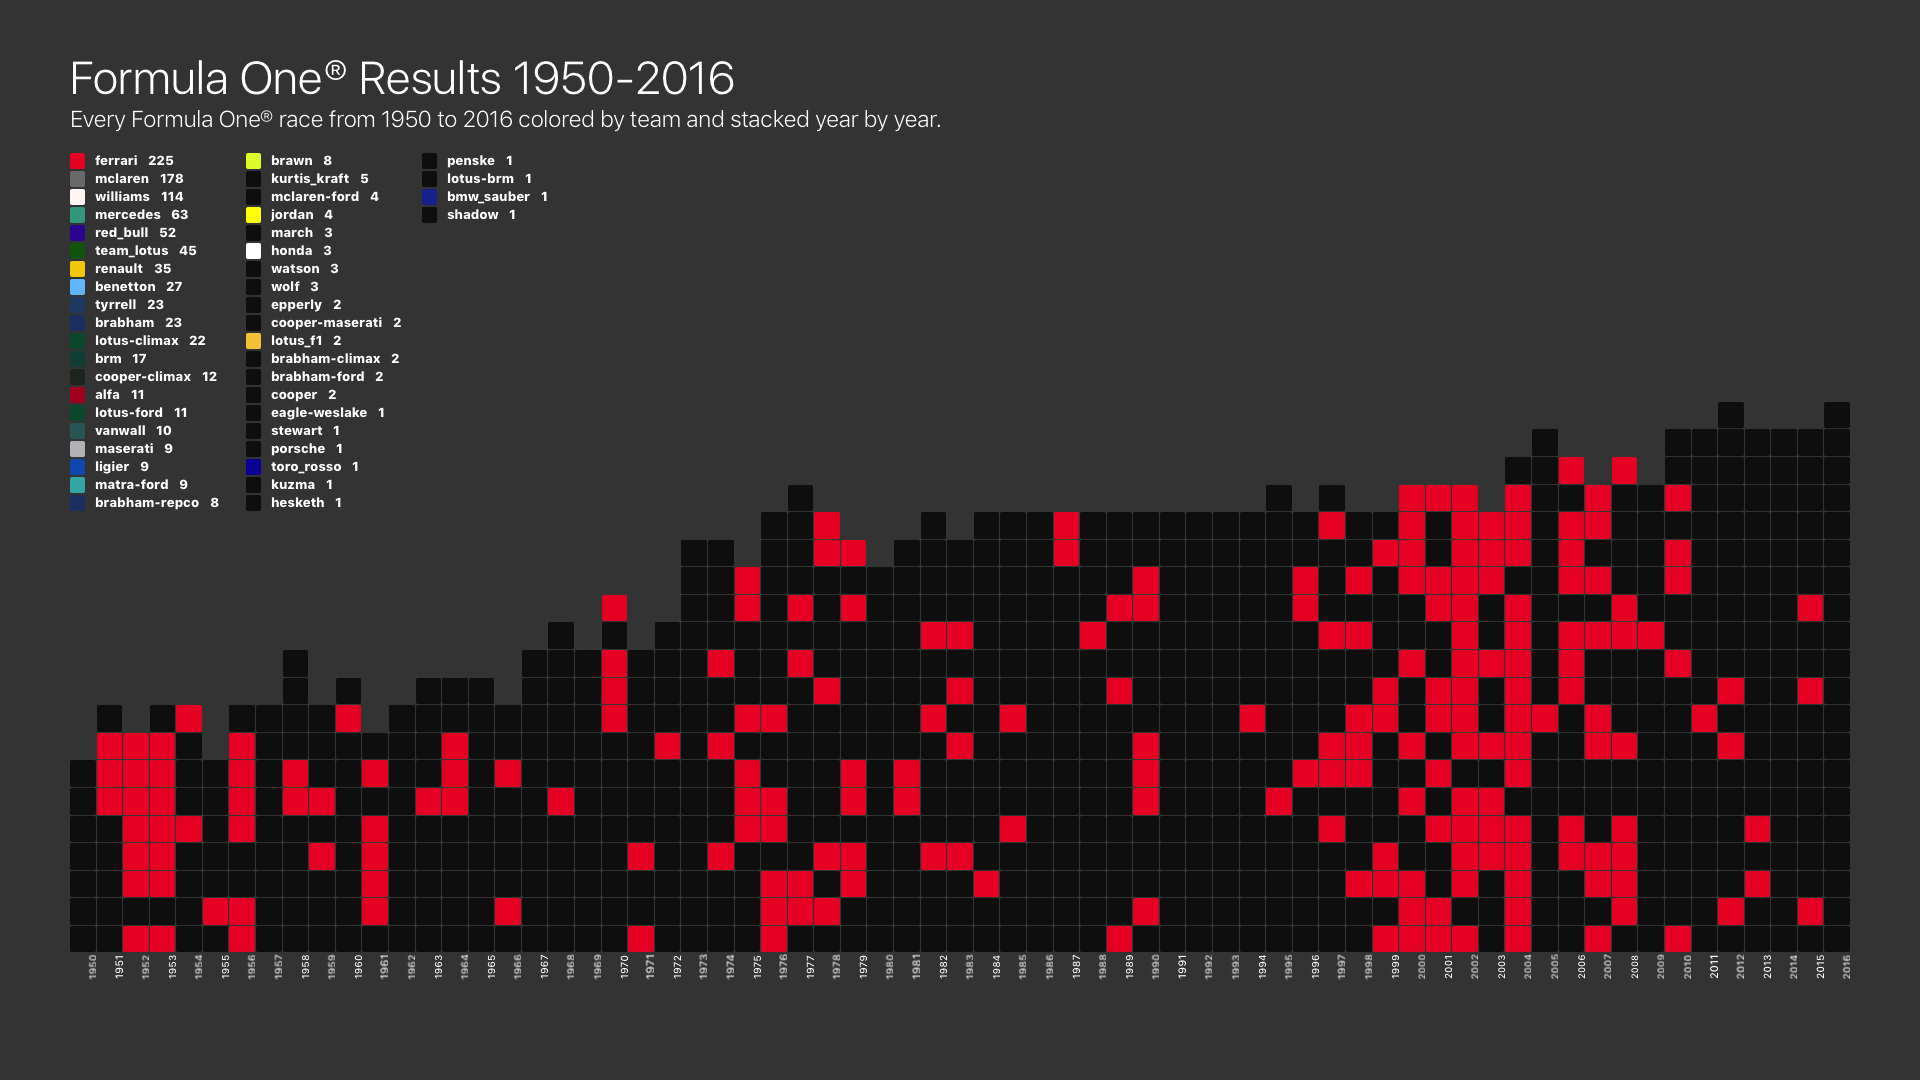 Formula One® Results 1950-2016
Every Formula One® race from 1950 to 2016 colored by team and stacked year by year.
ferrari 225
mclaren 178
williams 114
mercedes 63
red_bull 52
team_lotus 45
renault 35
benetton 27
tyrrell 23
brabham 23
lotus-climax 22
brm 17
cooper-climax 12
alfa 11
lotus-ford 11
vanwall 10
maserati 9
ligier 9
matra-ford 9
brabham-repco 8
brawn 8
kurtis_kraft 5
mclaren-ford 4
jordan 4
march 3
honda 3
watson 3
wolf 3
epperly 2
cooper-maserati 2
lotus_f1 2
brabham-climax 2
brabham-ford 2
cooper 2
eagle-weslake 1
stewart 1
porsche 1
toro_rosso 1
kuzma 1
hesketh 1
penske 1
lotus-brm 1
bmw_sauber 1
shadow 1
1950
1951
1952
1953
1954
1955
1956
1957
1958
1959
1960
1961
1962
1963
1964
1965
1966
1967
1968
1969
1970
1971
1972
1973
1974
1975
1976
1977
1978
1979
1980
1981
1982
1983
1984
1985
1986
1987
1988
1989
1990
1991
1992
1993
1994
1995
1996
1997
1998
1999
2000
2001
2002
2003
2004
2005
2006
2007
2008
2009
2010
2011
2012
2013
2014
2015
2016